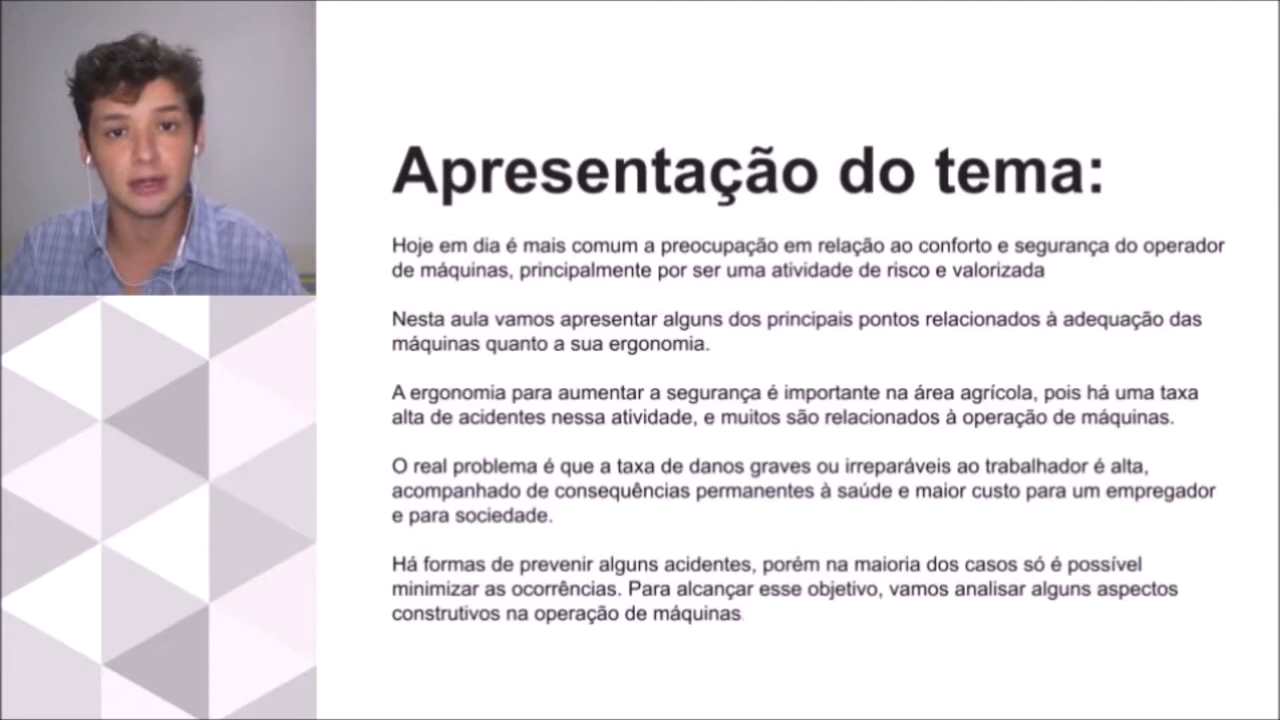 Apresentação do tema:
Hoje em dia é mais comum a preocupação em relação ao conforto e segurança do operador
de máquinas, principalmente por ser uma atividade de risco e valorizada
Nesta aula vamos apresentar alguns dos principais pontos relacionados à adequação das
máquinas quanto a sua ergonomia.
A ergonomia para aumentar a segurança é importante na área agrícola, pois há uma taxa
alta de acidentes nessa atividade, e muitos são relacionados à operação de máquinas.
O real problema é que a taxa de danos graves ou irreparáveis ao trabalhador é alta,
acompanhado de consequências permanentes à saúde e maior custo para um empregador
e para sociedade.
Há formas de prevenir alguns acidentes, porém na maioria dos casos só é possível
minimizar as ocorrências. Para alcançar esse objetivo, vamos analisar alguns aspectos
construtivos na operação de máquinas